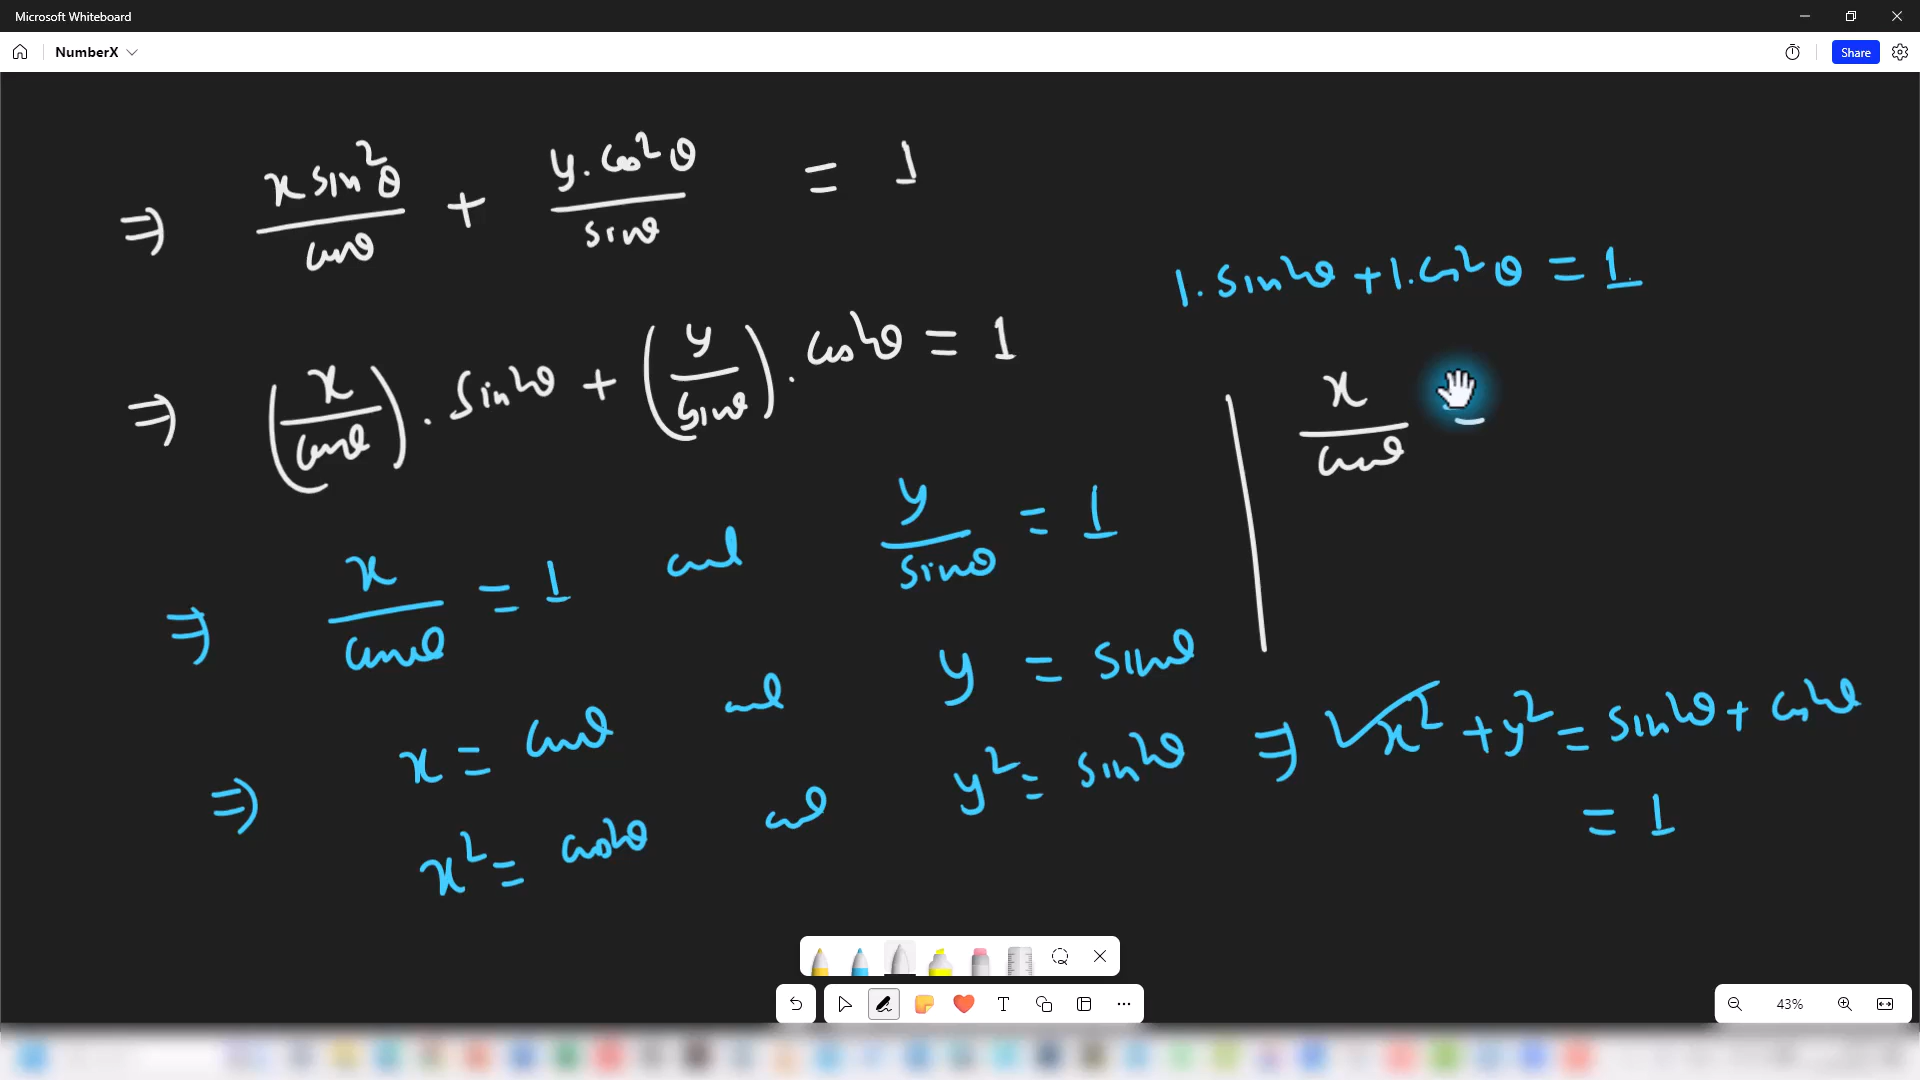 Microsoft Whiteboard
NumberX
Share
⇒ x sin²θ/cosθ + y.cos²θ/sinθ = 1
1.sin²θ + 1.cos²θ = 1.
⇒ (x/cosθ).sin²θ + (y/sinθ).cos²θ = 1
x/cosθ =
⇒ x/cosθ = 1 and y/sinθ = 1
x = cosθ and y = sinθ
⇒ x² = cos²θ and y² = sin²θ ⇒ x² + y² = sin²θ + cos²θ
= 1
43%